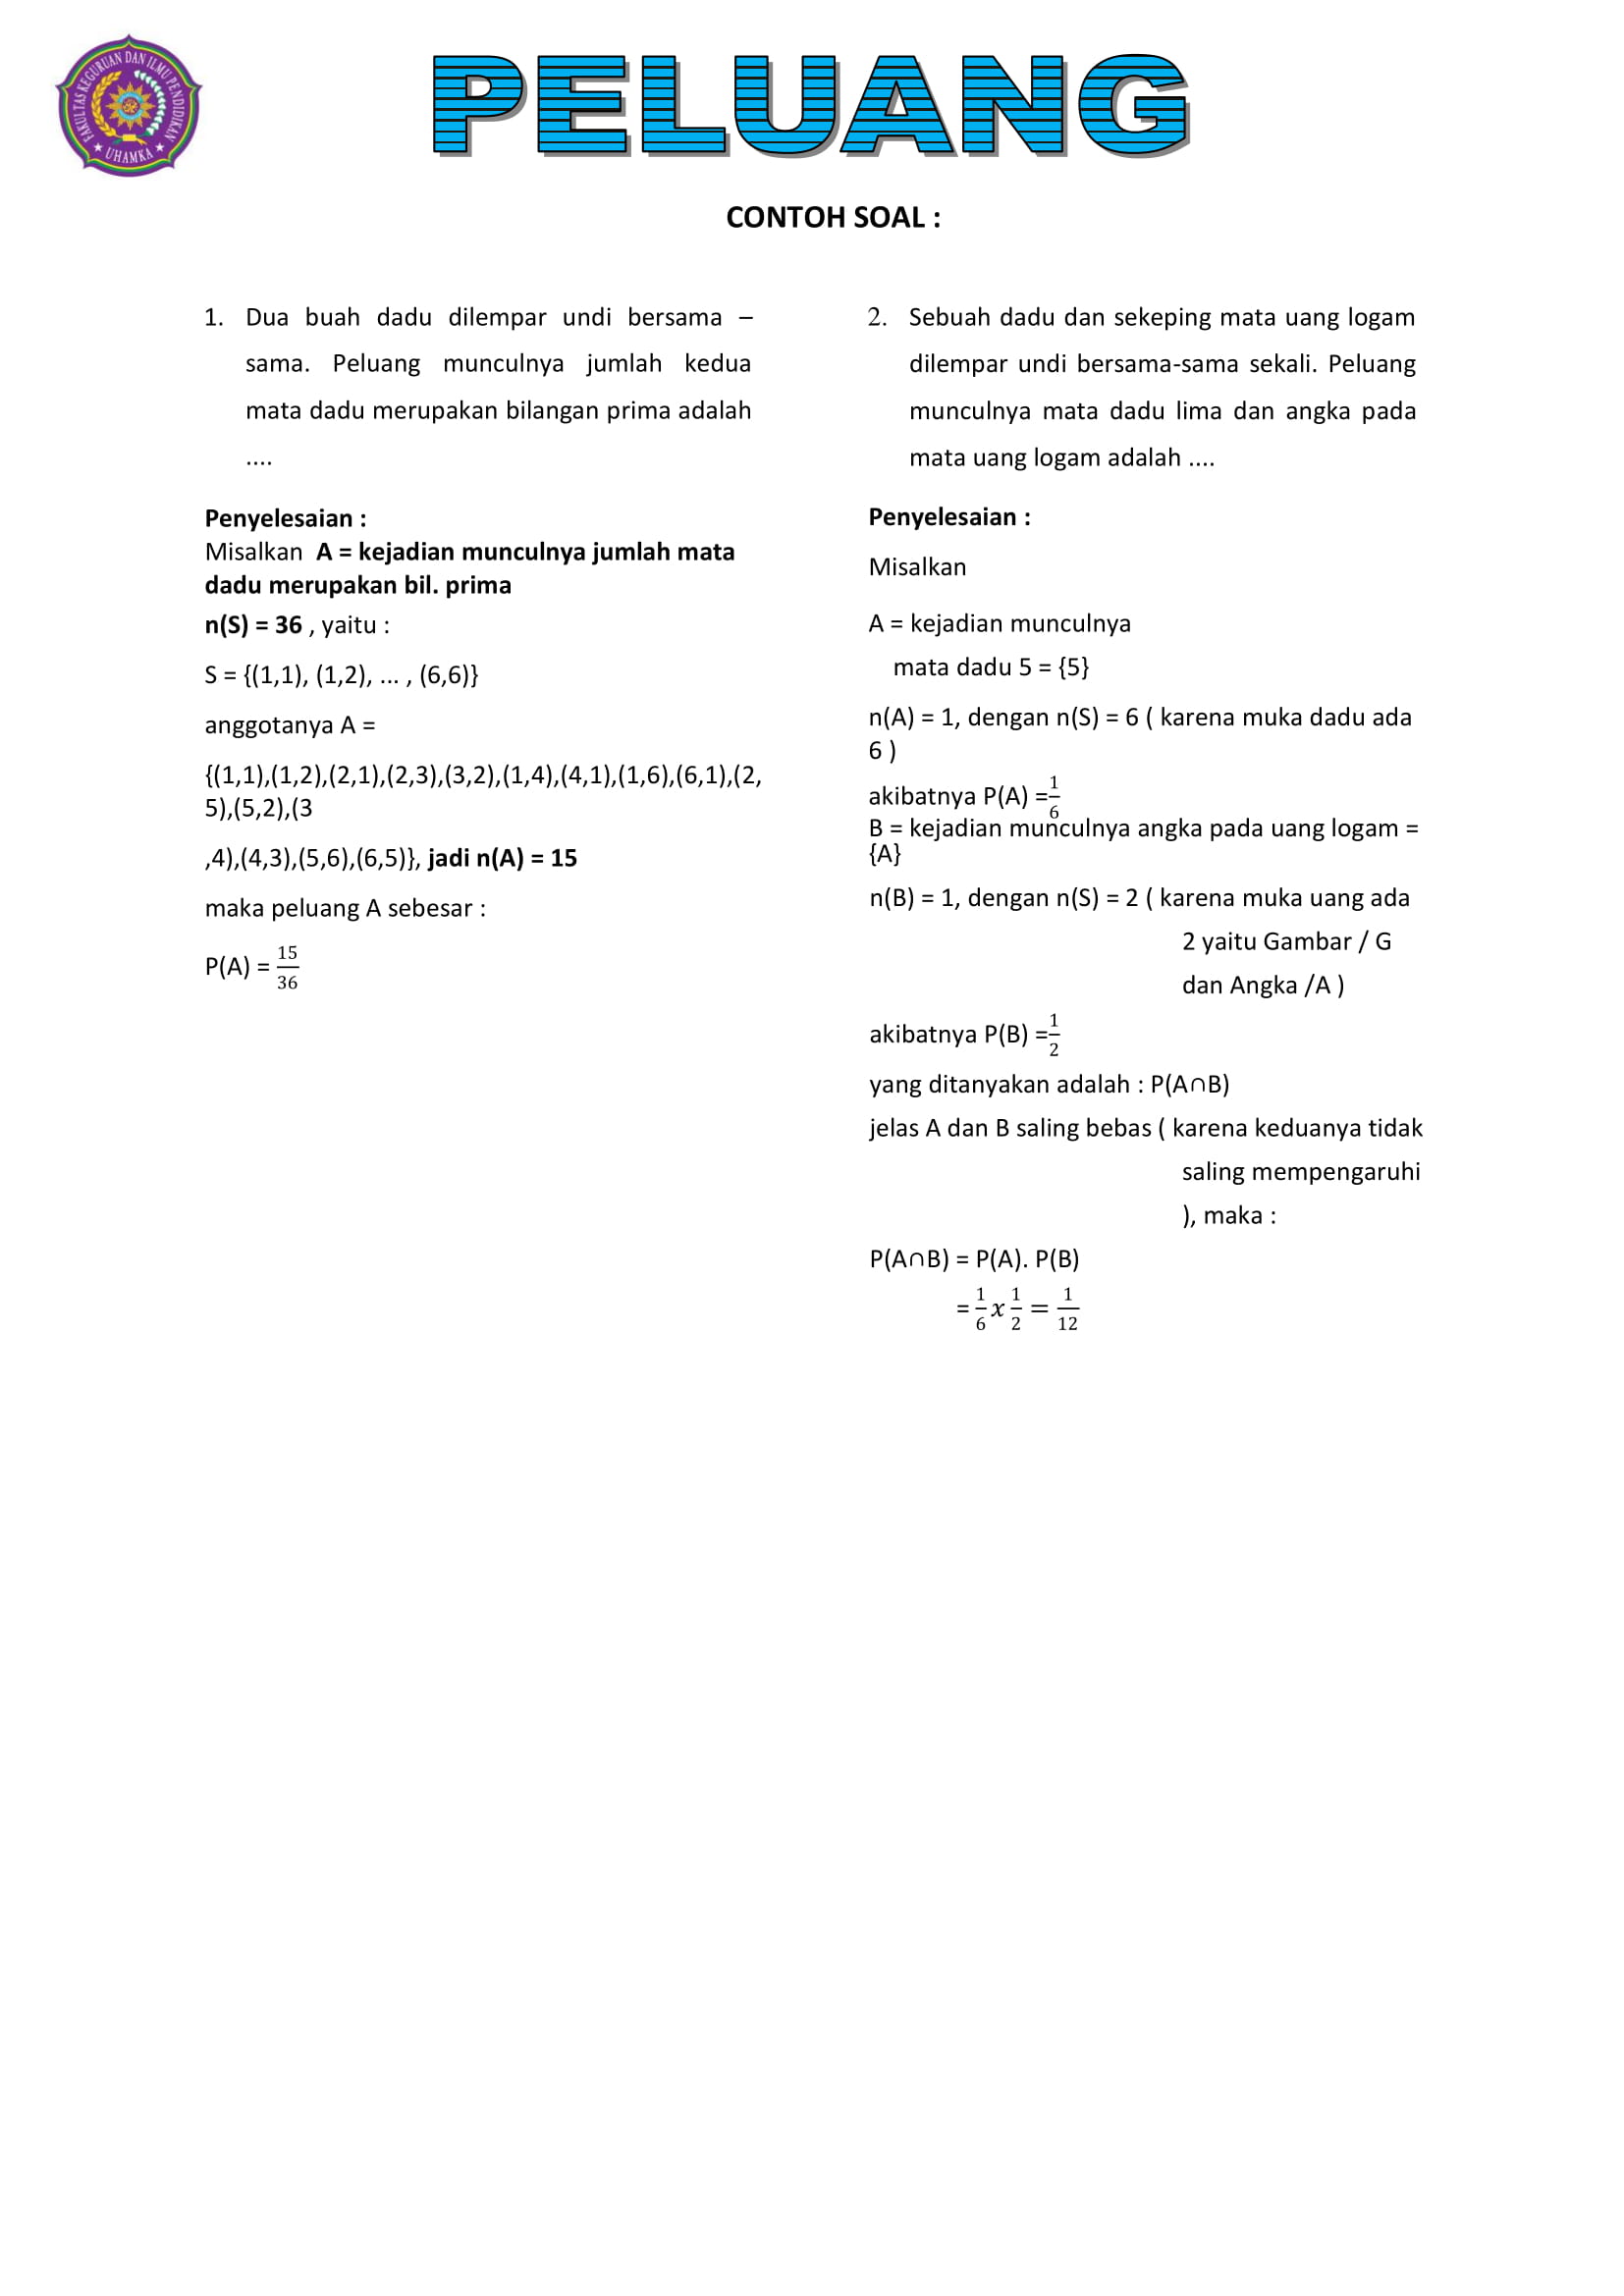 FAKULTAS KEGURUAN DAN ILMU PENDIDIKAN
UHAMKA
PELUANG
CONTOH SOAL :
1. Dua buah dadu dilempar undi bersama –
sama. Peluang munculnya jumlah kedua
mata dadu merupakan bilangan prima adalah
....
Penyelesaian :
Misalkan A = kejadian munculnya jumlah mata
dadu merupakan bil. prima
n(S) = 36 , yaitu :
S = {(1,1), (1,2), ... , (6,6)}
anggotanya A =
{(1,1),(1,2),(2,1),(2,3),(3,2),(1,4),(4,1),(1,6),(6,1),(2,
5),(5,2),(3
,4),(4,3),(5,6),(6,5)}, jadi n(A) = 15
maka peluang A sebesar :
P(A) = 15/36
2. Sebuah dadu dan sekeping mata uang logam
dilempar undi bersama-sama sekali. Peluang
munculnya mata dadu lima dan angka pada
mata uang logam adalah ....
Penyelesaian :
Misalkan
A = kejadian munculnya
mata dadu 5 = {5}
n(A) = 1, dengan n(S) = 6 ( karena muka dadu ada
6 )
akibatnya P(A) =1/6
B = kejadian munculnya angka pada uang logam =
{A}
n(B) = 1, dengan n(S) = 2 ( karena muka uang ada
2 yaitu Gambar / G
dan Angka /A )
akibatnya P(B) =1/2
yang ditanyakan adalah : P(A∩B)
jelas A dan B saling bebas ( karena keduanya tidak
saling mempengaruhi
), maka :
P(A∩B) = P(A). P(B)
= 1/6 x 1/2 = 1/12